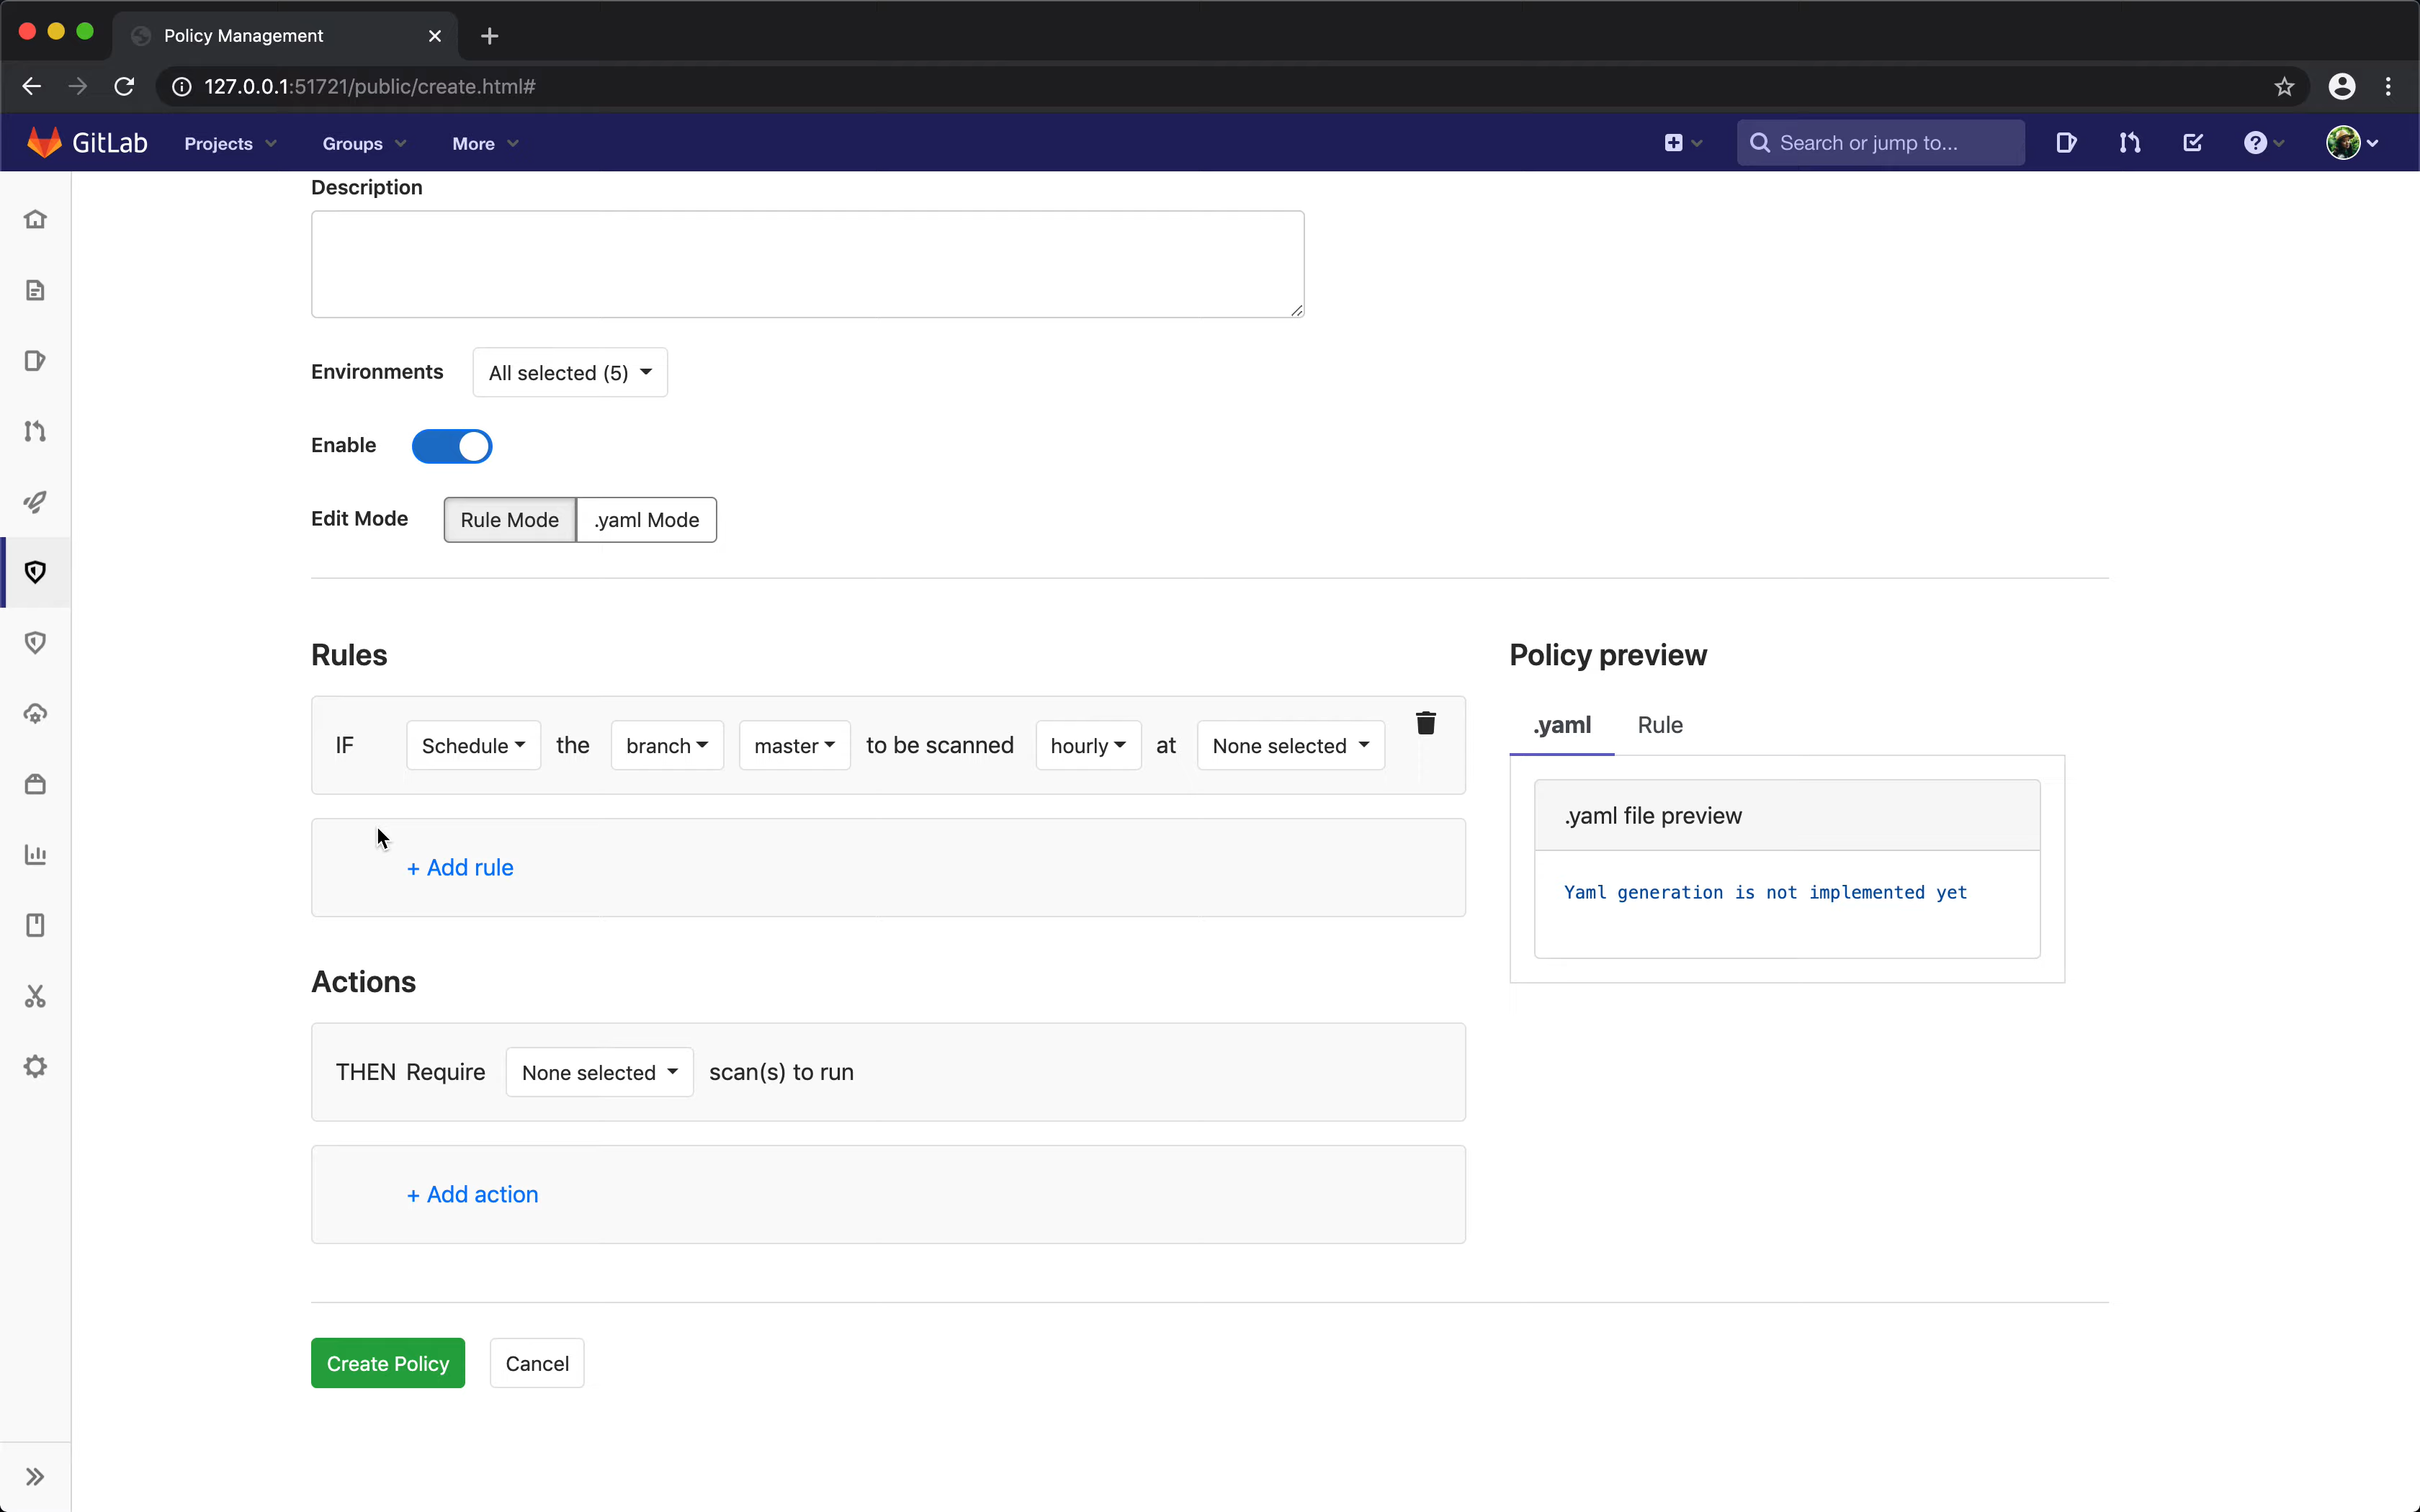 Policy Management
127.0.0.1:51721/public/create.html#
GitLab Projects Groups More Search or jump to...
Description
Environments All selected (5)
Enable
Edit Mode Rule Mode .yaml Mode
Rules
IF Schedule the branch master to be scanned hourly at None selected
+ Add rule
Actions
THEN Require None selected scan(s) to run
+ Add action
Policy preview
.yaml Rule
.yaml file preview
Yaml generation is not implemented yet
Create Policy Cancel